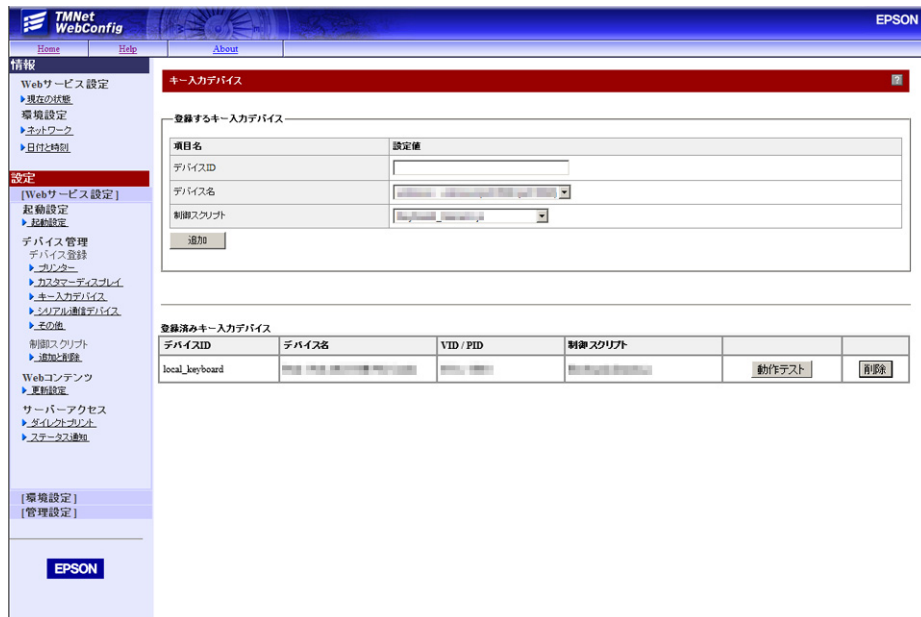 TMNet
WebConfig
EPSON
Home Help About
情報
Webサービス設定
現在の状態
環境設定
ネットワーク
日付と時刻
設定
[Webサービス設定]
起動設定
起動設定
デバイス管理
デバイス登録
プリンター
カスタマーディスプレイ
キー入力デバイス
シリアル通信デバイス
その他
制御スクリプト
追加と削除
Webコンテンツ
更新設定
サーバーアクセス
ダイレクトプリント
ステータス通知
[環境設定]
[管理設定]
EPSON
キー入力デバイス ?
登録するキー入力デバイス
項目名 設定値
デバイスID
デバイス名
制御スクリプト
追加
登録済みキー入力デバイス
デバイスID デバイス名 VID / PID 制御スクリプト
local_keyboard 動作テスト 削除